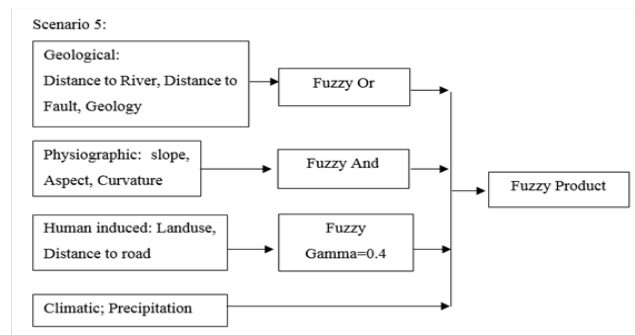 Scenario 5:
Geological:
Distance to River, Distance to
Fault, Geology
Fuzzy Or
Physiographic: slope,
Aspect, Curvature
Fuzzy And
Fuzzy Product
Human induced: Landuse,
Distance to road
Fuzzy
Gamma=0.4
Climatic; Precipitation